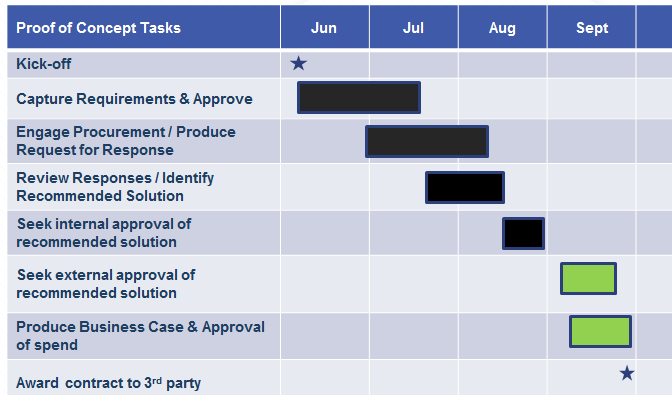 Proof of Concept Tasks Jun Jul Aug Sept
Kick-off
Capture Requirements & Approve
Engage Procurement / Produce
Request for Response
Review Responses / Identify
Recommended Solution
Seek internal approval of
recommended solution
Seek external approval of
recommended solution
Produce Business Case & Approval
of spend
Award contract to 3rd party